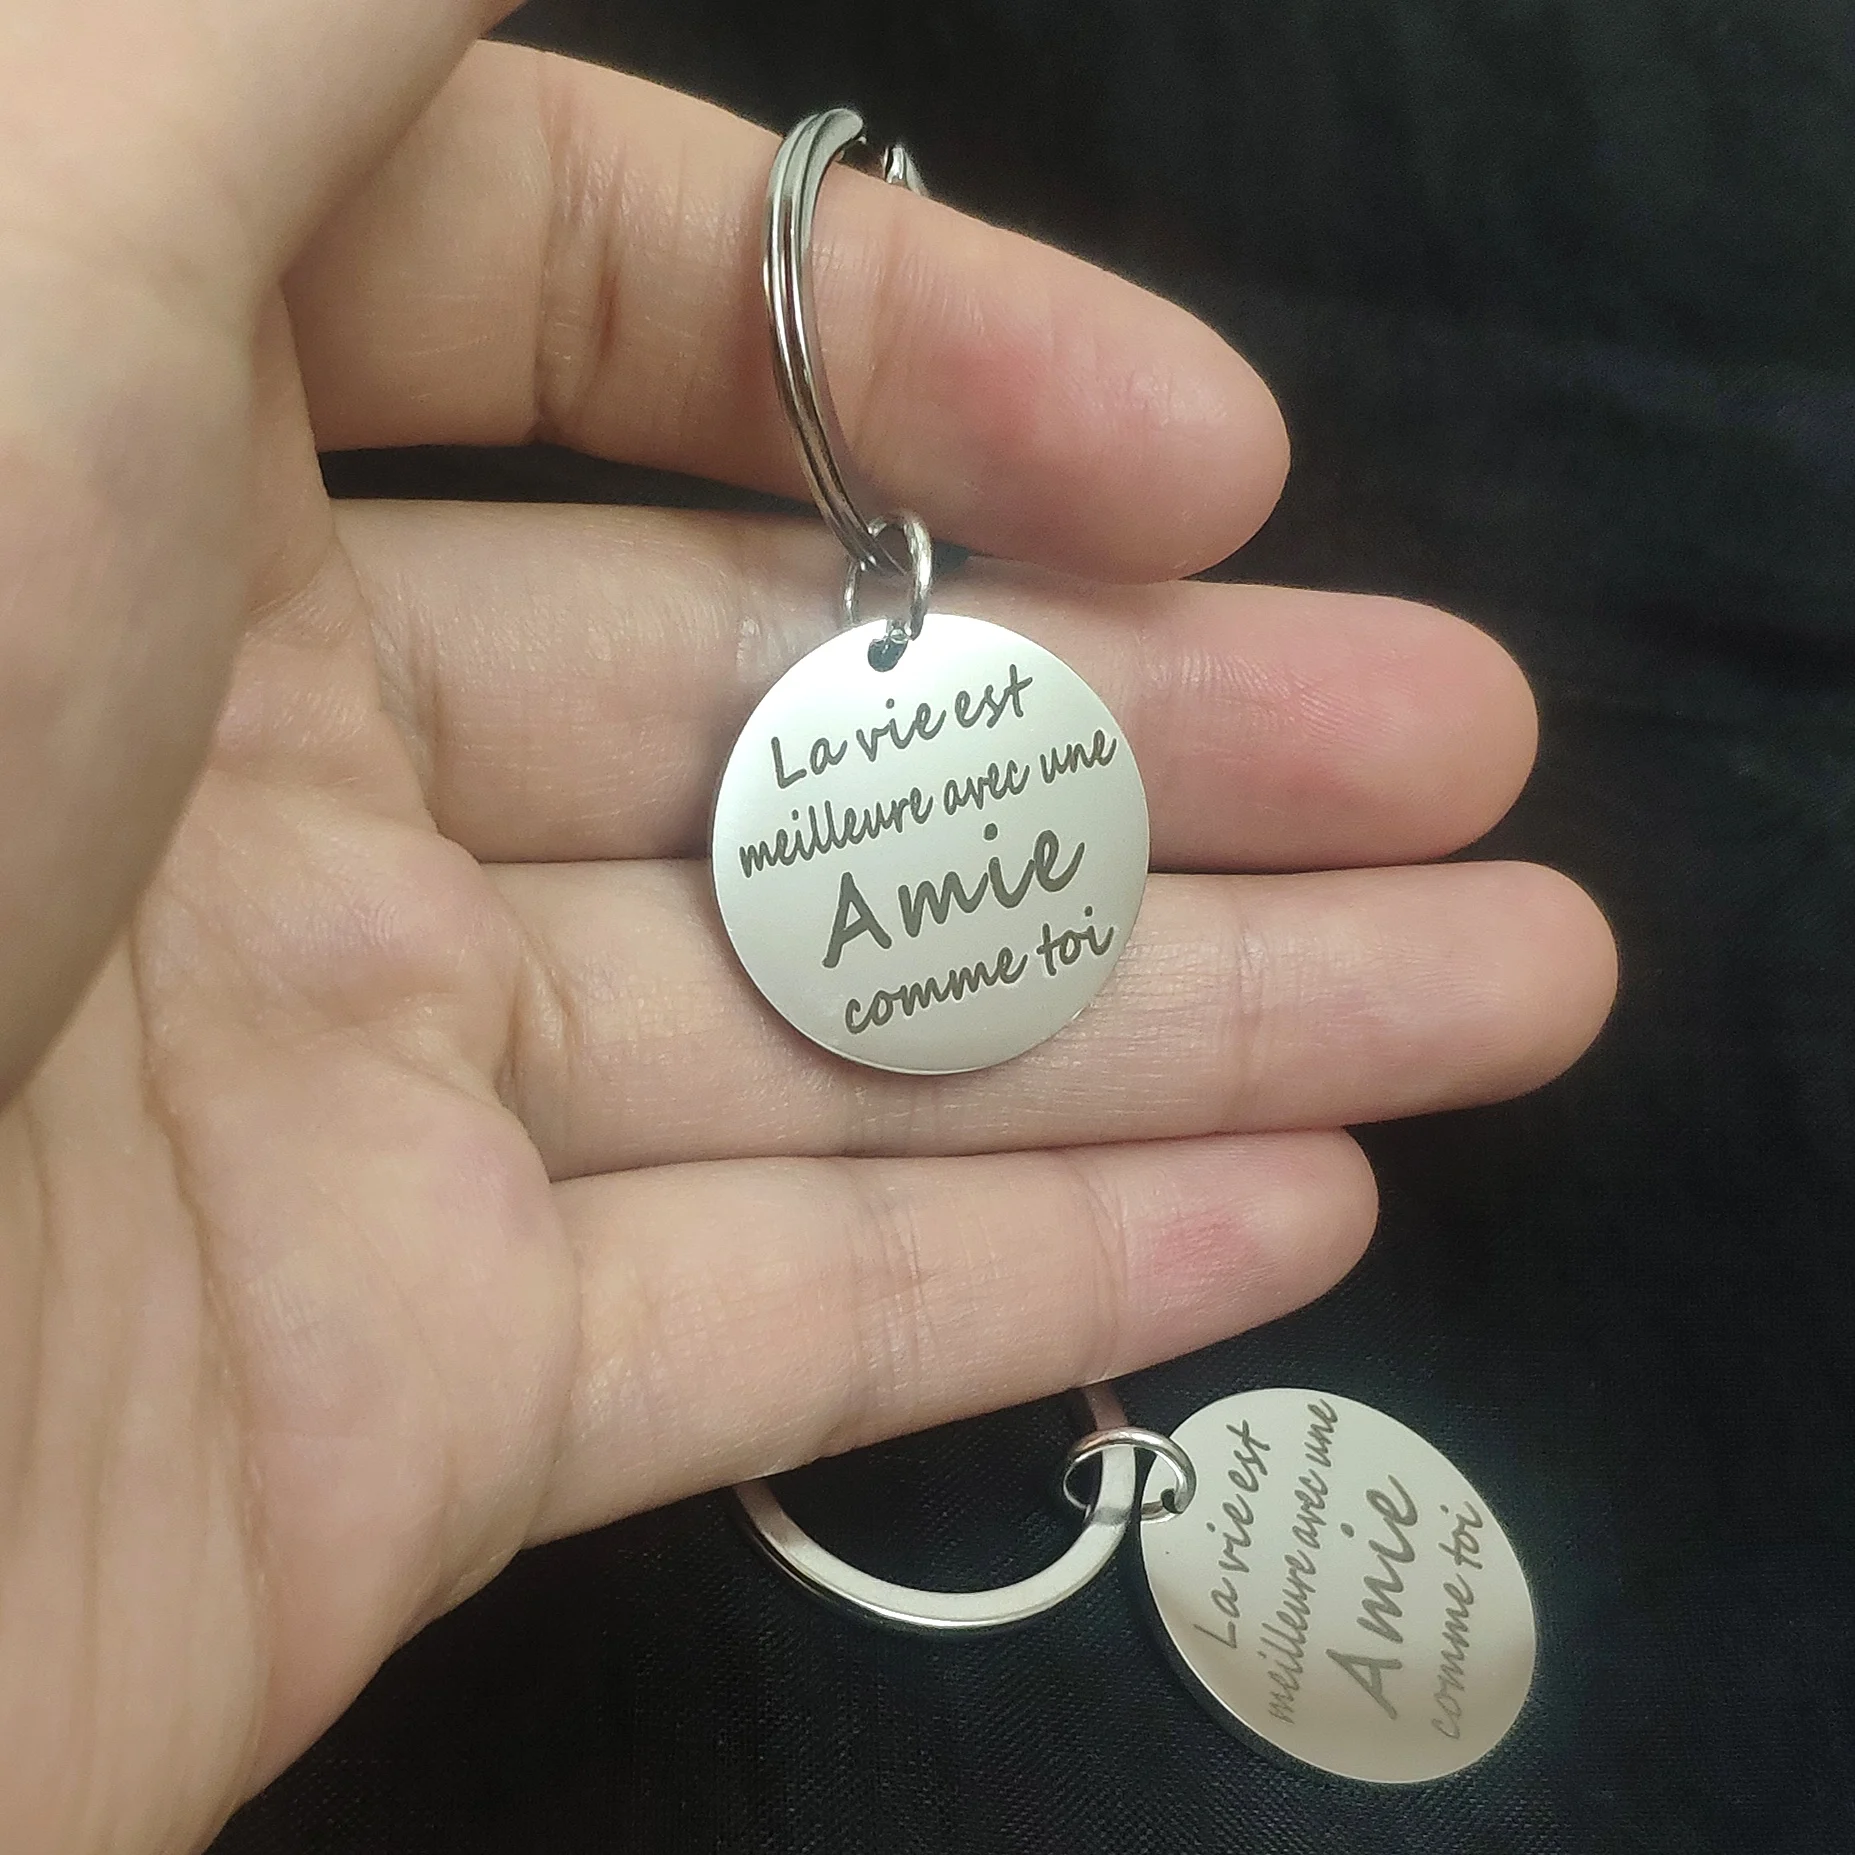 La vie est
meilleure avec une
Amie
comme toi
La vie est
meilleure avec une
Amie
comme toi